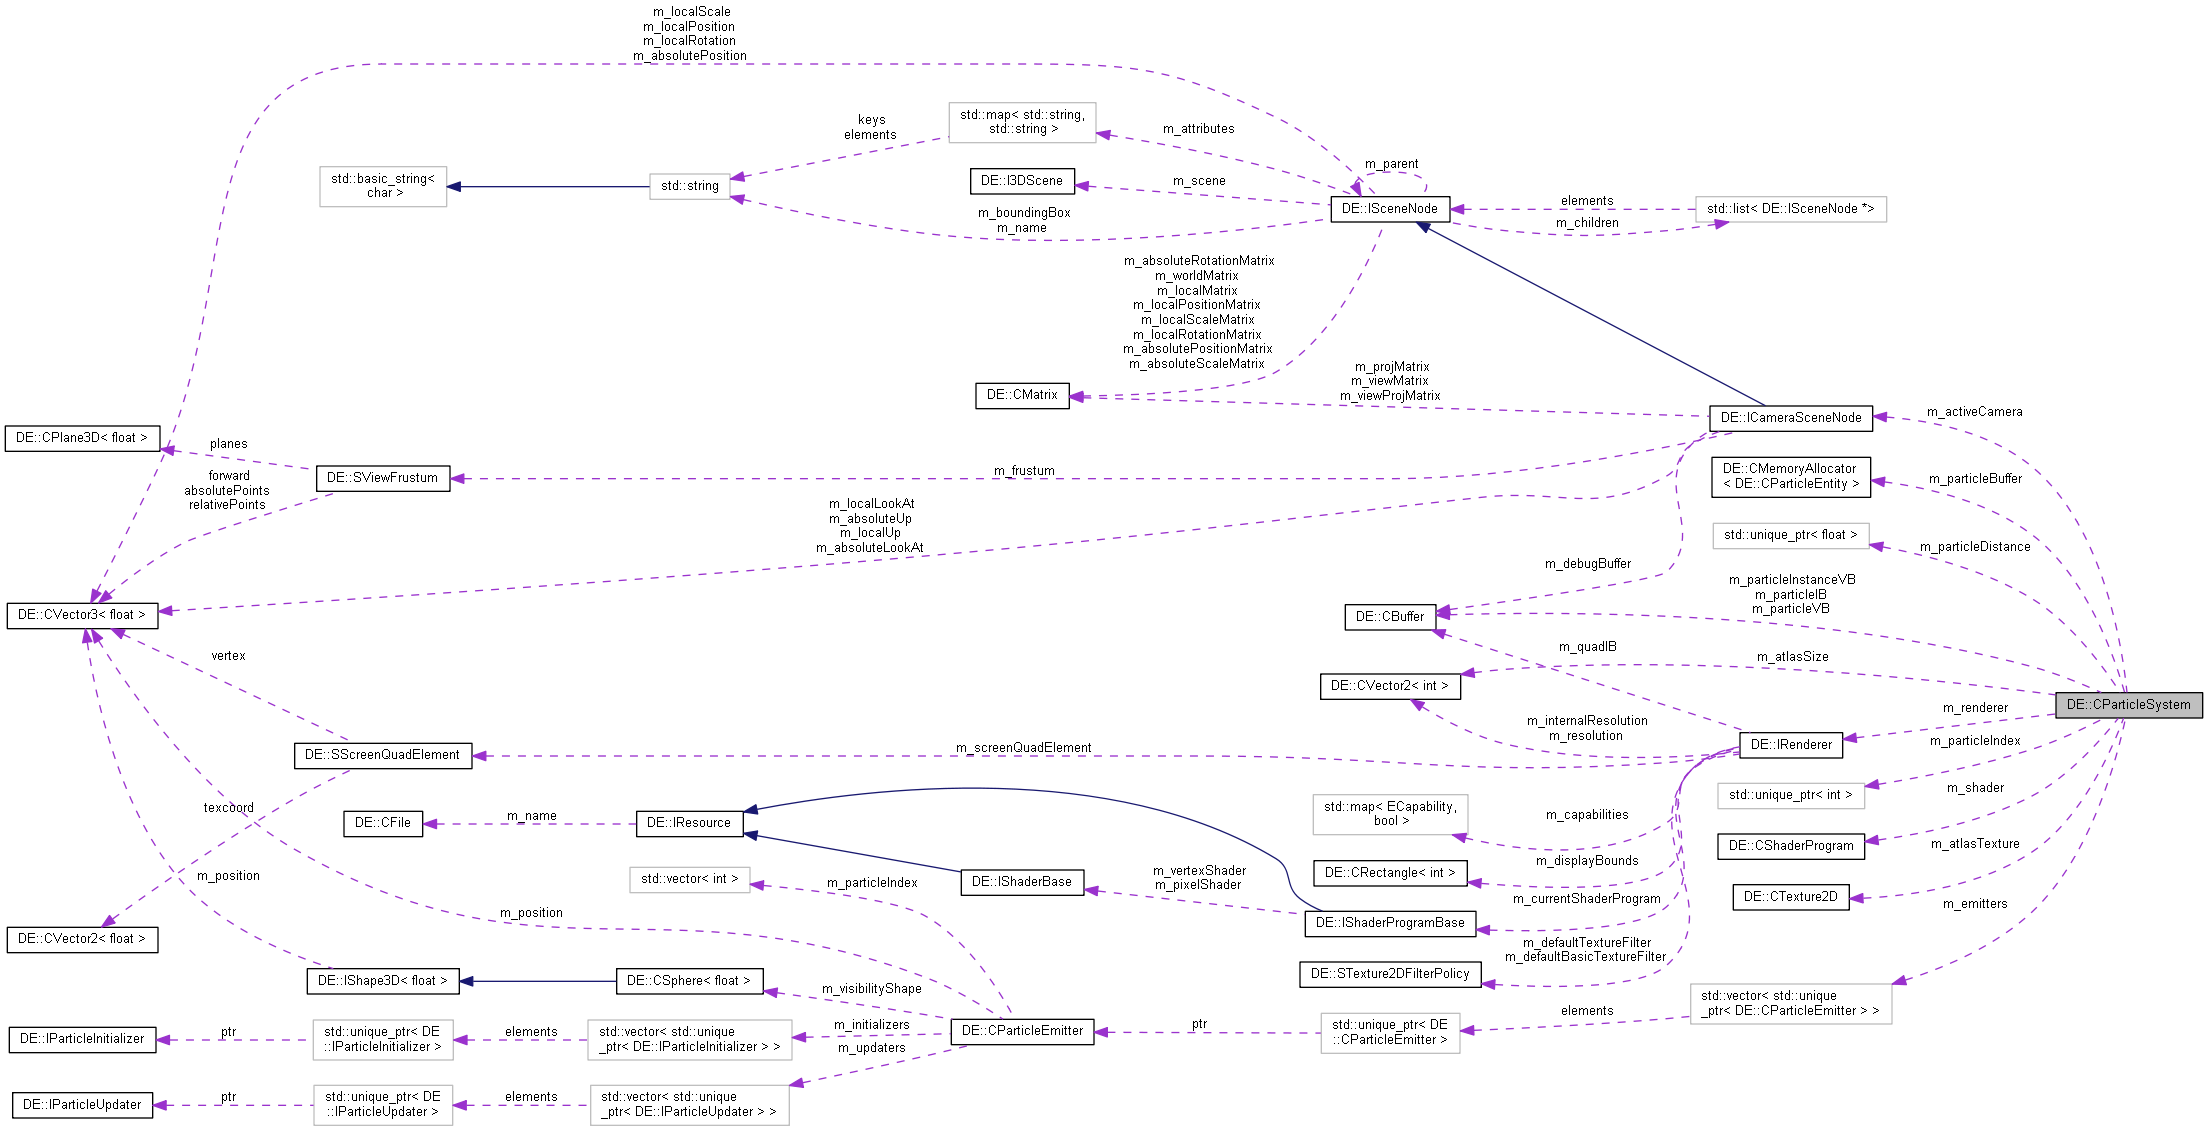 m_localScale
m_localPosition
m_localRotation
m_absolutePosition
keys
elements
std::map< std::string,
std::string >
m_attributes
m_parent
std::basic_string<
char >
std::string
DE::I3DScene
m_scene
DE::ISceneNode
elements
m_children
std::list< DE::ISceneNode *>
m_boundingBox
m_name
m_absoluteRotationMatrix
m_worldMatrix
m_localMatrix
m_localPositionMatrix
m_localScaleMatrix
m_localRotationMatrix
m_absolutePositionMatrix
m_absoluteScaleMatrix
DE::CMatrix
m_projMatrix
m_viewMatrix
m_viewProjMatrix
DE::ICameraSceneNode
m_activeCamera
DE::CPlane3D< float >
planes
forward
absolutePoints
relativePoints
DE::SViewFrustum
m_frustum
DE::CMemoryAllocator
< DE::CParticleEntity >
m_particleBuffer
m_localLookAt
m_absoluteUp
m_localUp
m_absoluteLookAt
std::unique_ptr< float >
m_particleDistance
m_debugBuffer
m_particleInstanceVB
m_particleIB
m_particleVB
DE::CVector3< float >
DE::CBuffer
vertex
m_quadIB
m_atlasSize
DE::CVector2< int >
DE::CParticleSystem
m_internalResolution
m_resolution
m_renderer
DE::SScreenQuadElement
m_screenQuadElement
DE::IRenderer
m_particleIndex
texcoord
DE::CFile
m_name
DE::IResource
std::map< ECapability,
bool >
m_capabilities
std::unique_ptr< int >
m_shader
DE::CShaderProgram
m_position
std::vector< int >
m_particleIndex
DE::IShaderBase
m_vertexShader
m_pixelShader
DE::CRectangle< int >
m_displayBounds
m_currentShaderProgram
DE::CTexture2D
m_atlasTexture
DE::CVector2< float >
m_position
DE::IShaderProgramBase
m_emitters
m_defaultTextureFilter
m_defaultBasicTextureFilter
DE::IShape3D< float >
DE::CSphere< float >
m_visibilityShape
DE::STexture2DFilterPolicy
std::vector< std::unique
_ptr< DE::CParticleEmitter > >
DE::IParticleInitializer
ptr
std::unique_ptr< DE
::IParticleInitializer >
elements
std::vector< std::unique
_ptr< DE::IParticleInitializer > >
m_initializers
m_updaters
DE::CParticleEmitter
ptr
std::unique_ptr< DE
::CParticleEmitter >
elements
DE::IParticleUpdater
ptr
std::unique_ptr< DE
::IParticleUpdater >
elements
std::vector< std::unique
_ptr< DE::IParticleUpdater > >